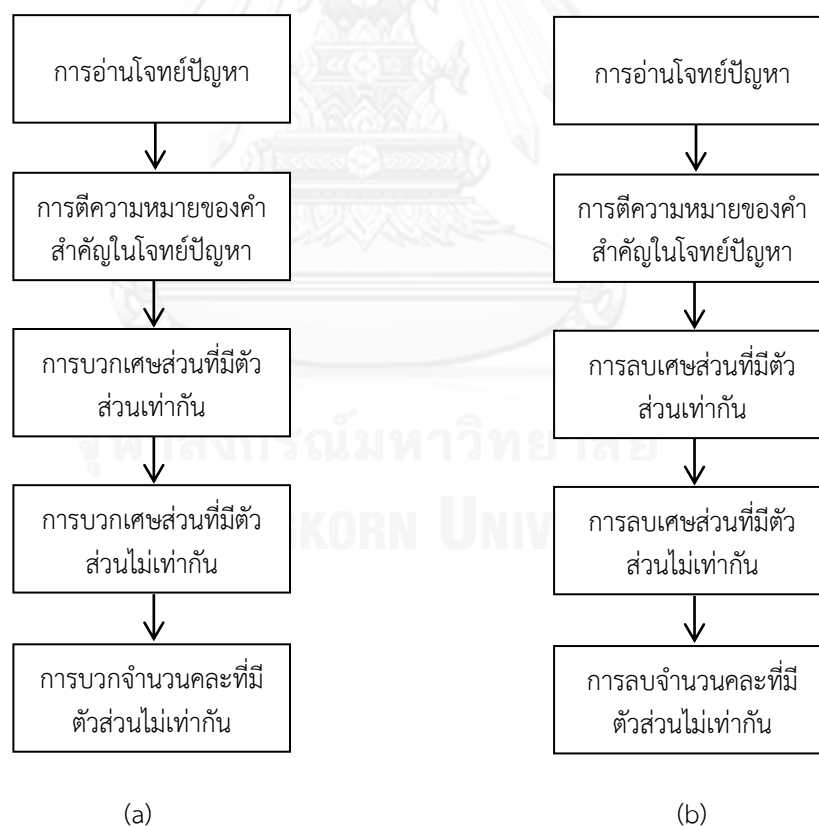 การอ่านโจทย์ปัญหา
การตีความหมายของคำ
สำคัญในโจทย์ปัญหา
การบวกเศษส่วนที่มีตัว
ส่วนเท่ากัน
การบวกเศษส่วนที่มีตัว
ส่วนไม่เท่ากัน
การบวกจำนวนคละที่มี
ตัวส่วนไม่เท่ากัน
(a)
การอ่านโจทย์ปัญหา
การตีความหมายของคำ
สำคัญในโจทย์ปัญหา
การลบเศษส่วนที่มีตัว
ส่วนเท่ากัน
การลบเศษส่วนที่มีตัว
ส่วนไม่เท่ากัน
การลบจำนวนคละที่มี
ตัวส่วนไม่เท่ากัน
(b)